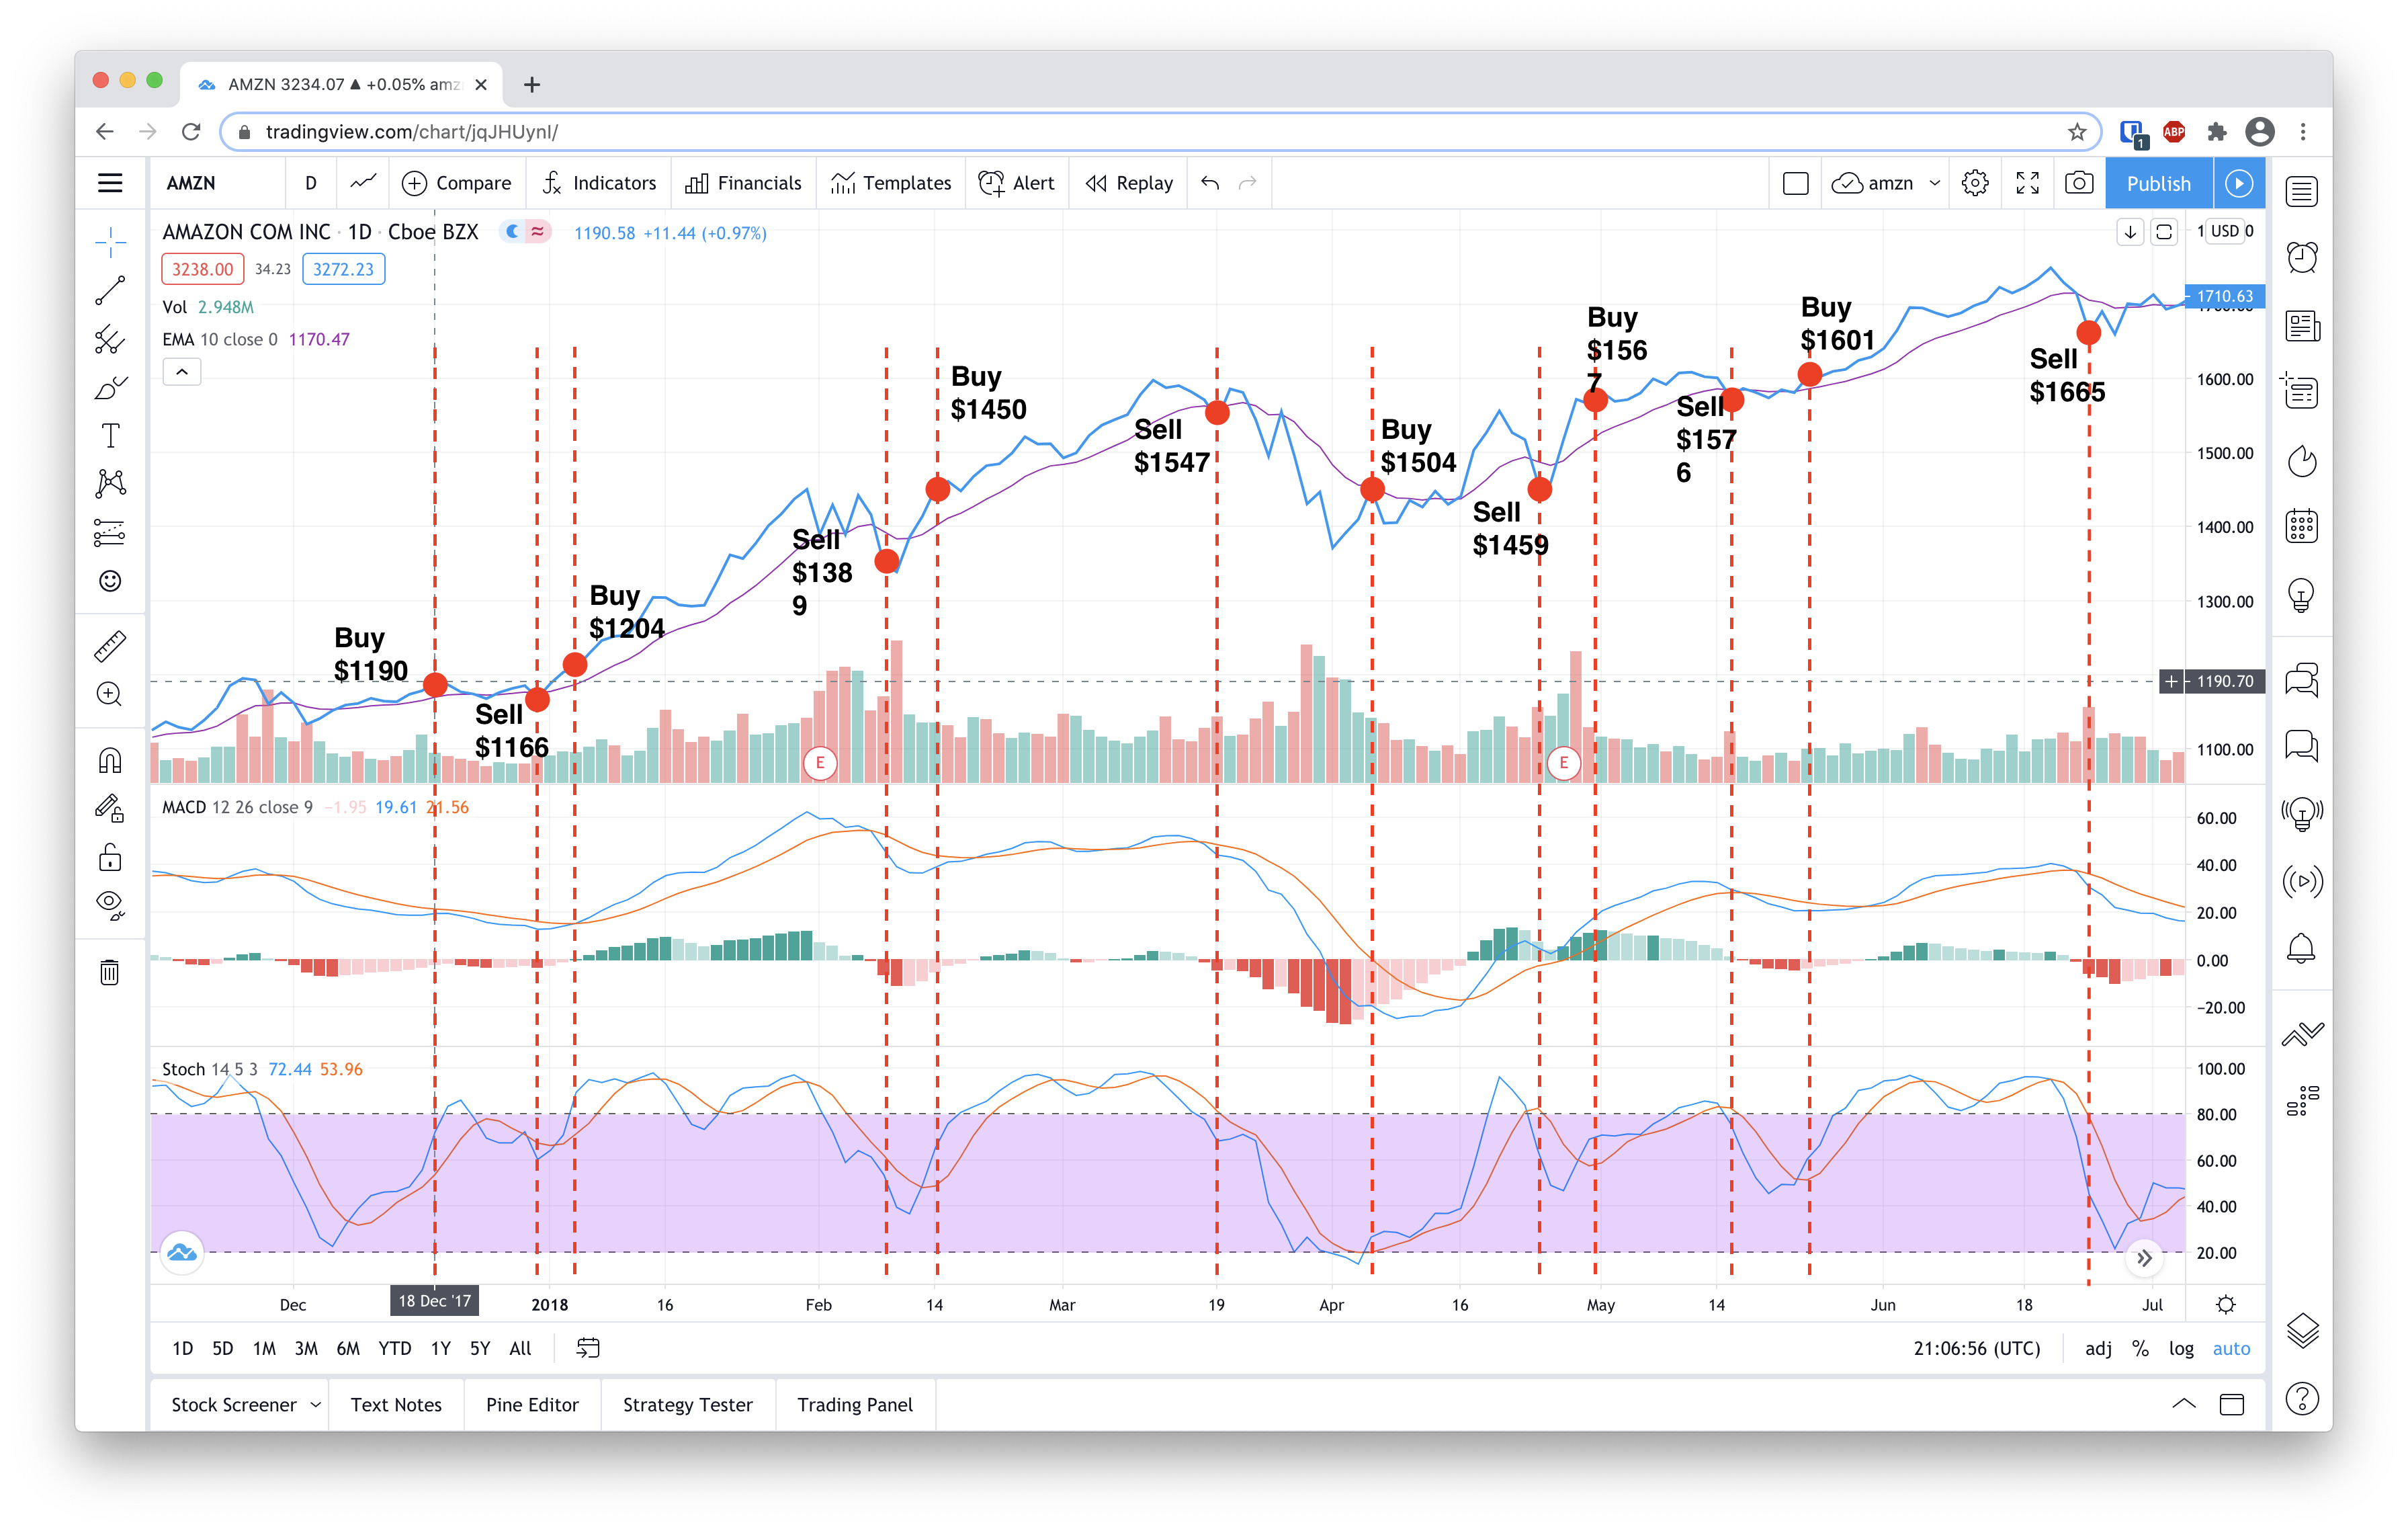 AMZN 3234.07 ▲ +0.05% amz
tradingview.com/chart/jqJHUynI/
1
ABP
AMZN
D
Compare
Indicators
Financials
Templates
Alert
Replay
amzn
Publish
AMAZON COM INC · 1D · Cboe BZX
1190.58 +11.44 (+0.97%)
3238.00
34.23
3272.23
Vol 2.948M
EMA 10 close 0 1170.47
USD
1710.63
1600.00
1500.00
1400.00
1300.00
1190.70
1100.00
Buy
$1190
Sell
$1166
Buy
$1204
Sell
$138
9
Buy
$1450
Sell
$1547
Buy
$1504
Sell
$1459
Buy
$156
7
Sell
$157
6
Buy
$1601
Sell
$1665
E
E
MACD 12 26 close 9 −1.95 19.61 21.56
60.00
40.00
20.00
0.00
−20.00
Stoch 14 5 3 72.44 53.96
100.00
80.00
60.00
40.00
20.00
Dec
18 Dec '17
2018
16
Feb
14
Mar
19
Apr
16
May
14
Jun
18
Jul
1D 5D 1M 3M 6M YTD 1Y 5Y All
21:06:56 (UTC)
adj % log auto
Stock Screener
Text Notes
Pine Editor
Strategy Tester
Trading Panel